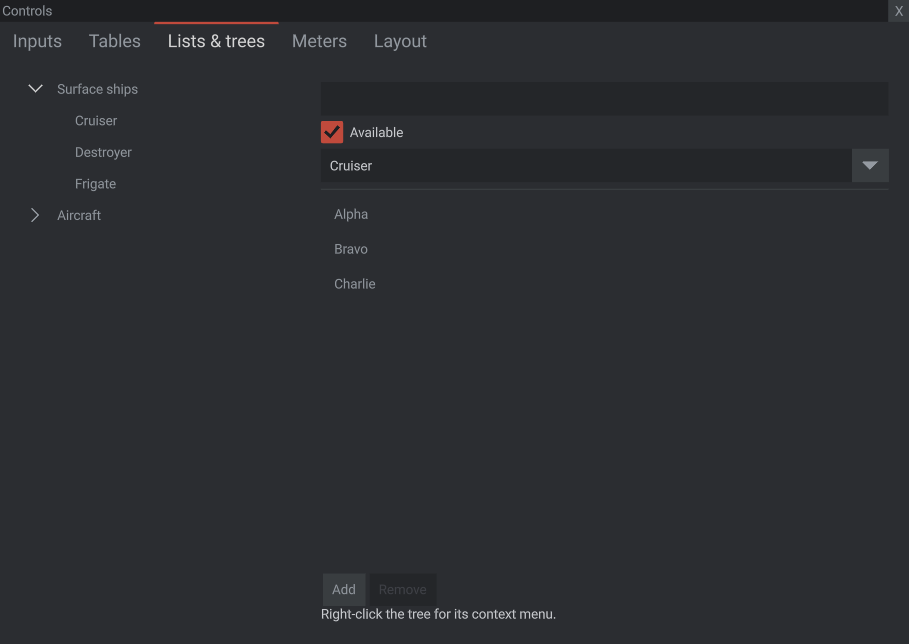 Controls X
Inputs Tables Lists & trees Meters Layout
Surface ships
Cruiser
Destroyer
Frigate
Aircraft
Available
Cruiser
Alpha
Bravo
Charlie
Add Remove
Right-click the tree for its context menu.